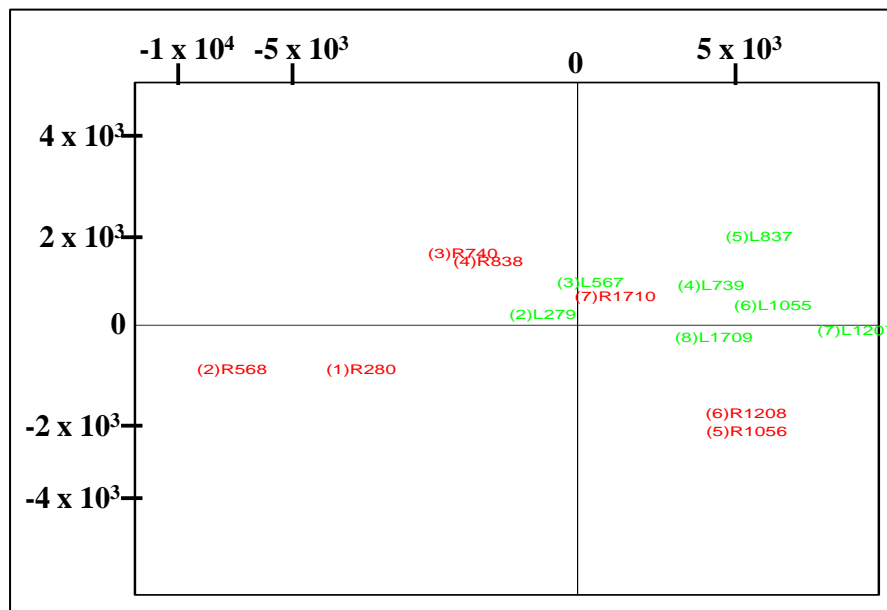 -1 x 10⁴ -5 x 10³ 0 5 x 10³
4 x 10³
2 x 10³
(5)L837
(3)R740
(4)R838
(3)L567
(4)L739
(7)R1710
(6)L1055
(2)L279
0
(7)L1207
(8)L1709
(2)R568 (1)R280
(6)R1208
-2 x 10³
(5)R1056
-4 x 10³